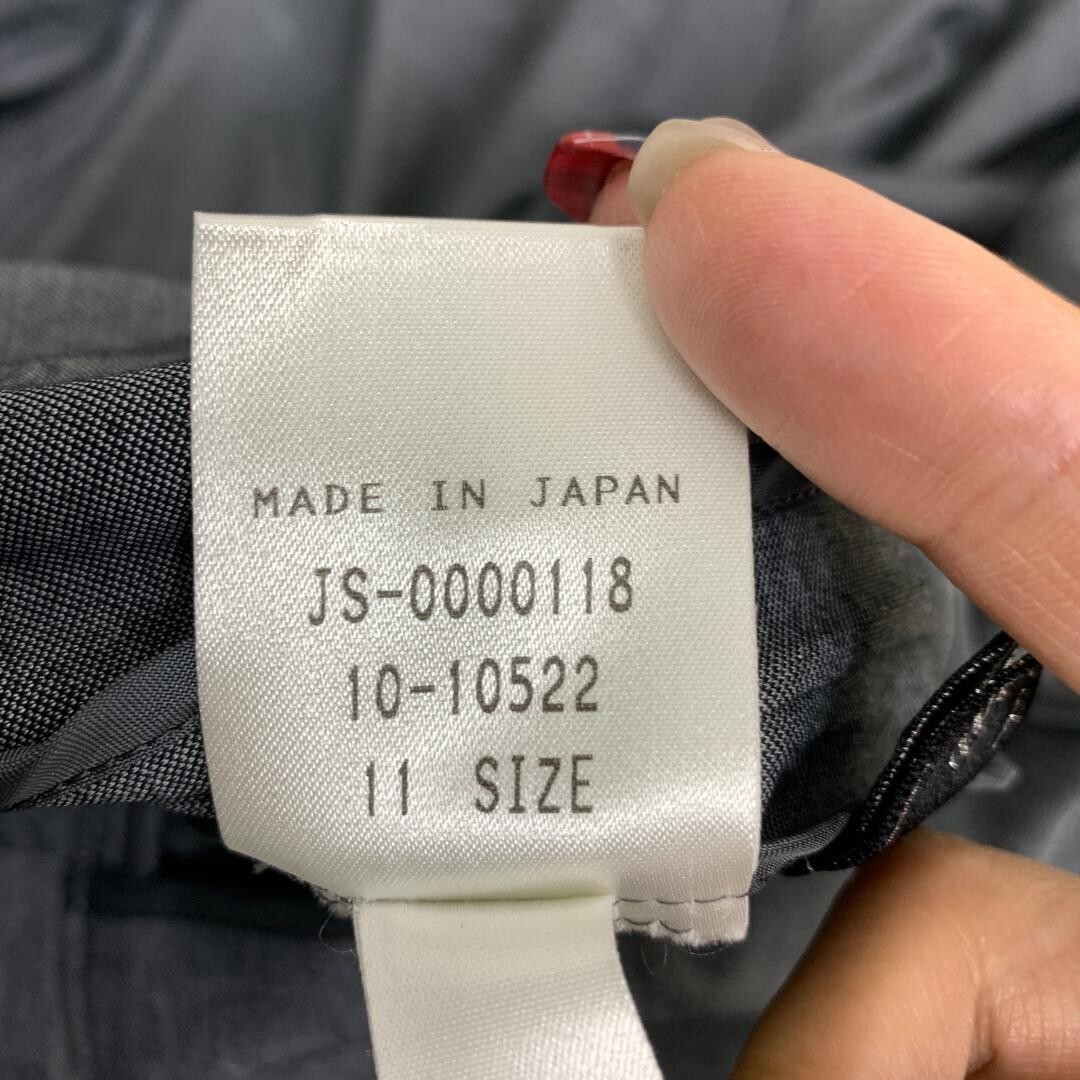 MADE IN JAPAN
JS-0000118
10-10522
11 SIZE